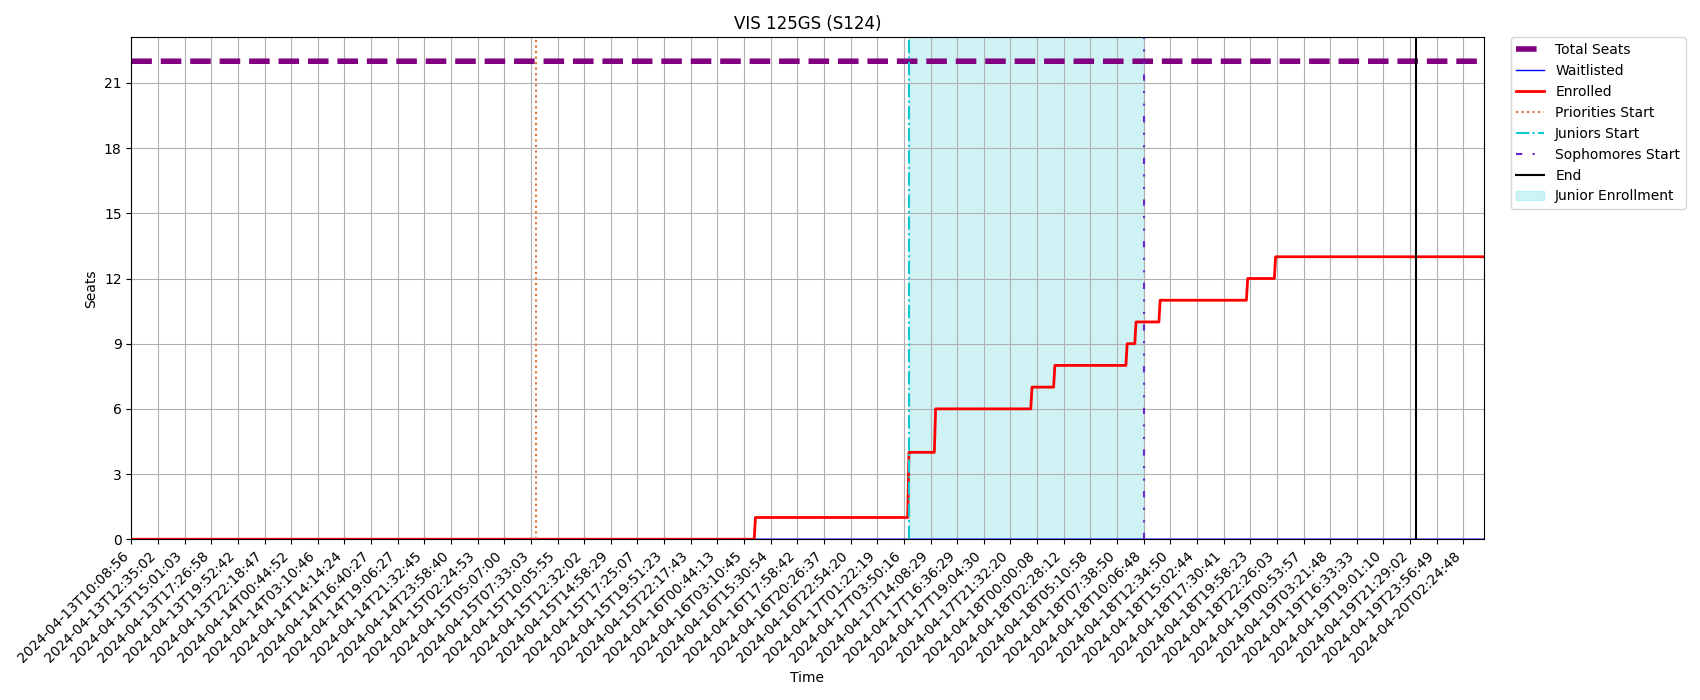 VIS 125GS (S124)
Total Seats
Waitlisted
Enrolled
Priorities Start
Juniors Start
Sophomores Start
End
Junior Enrollment
Seats
21
18
15
12
9
6
3
0
2024-04-13T10:08:56
2024-04-13T12:35:02
2024-04-13T15:01:03
2024-04-13T17:26:58
2024-04-13T19:52:42
2024-04-13T22:18:47
2024-04-14T00:44:52
2024-04-14T03:10:46
2024-04-14T14:14:24
2024-04-14T16:40:27
2024-04-14T19:06:27
2024-04-14T21:32:45
2024-04-14T23:58:40
2024-04-15T02:24:53
2024-04-15T05:07:00
2024-04-15T07:33:03
2024-04-15T10:05:55
2024-04-15T12:32:02
2024-04-15T14:58:29
2024-04-15T17:25:07
2024-04-15T19:51:23
2024-04-15T22:17:43
2024-04-16T00:44:13
2024-04-16T03:10:45
2024-04-16T15:30:54
2024-04-16T17:58:42
2024-04-16T20:26:37
2024-04-16T22:54:20
2024-04-17T01:22:19
2024-04-17T03:50:16
2024-04-17T14:08:29
2024-04-17T16:36:29
2024-04-17T19:04:30
2024-04-17T21:32:20
2024-04-18T00:00:08
2024-04-18T02:28:12
2024-04-18T05:10:58
2024-04-18T07:38:50
2024-04-18T10:06:48
2024-04-18T12:34:50
2024-04-18T15:02:44
2024-04-18T17:30:41
2024-04-18T19:58:23
2024-04-18T22:26:03
2024-04-19T00:53:57
2024-04-19T03:21:48
2024-04-19T16:33:33
2024-04-19T19:01:10
2024-04-19T21:29:02
2024-04-19T23:56:49
2024-04-20T02:24:48
Time